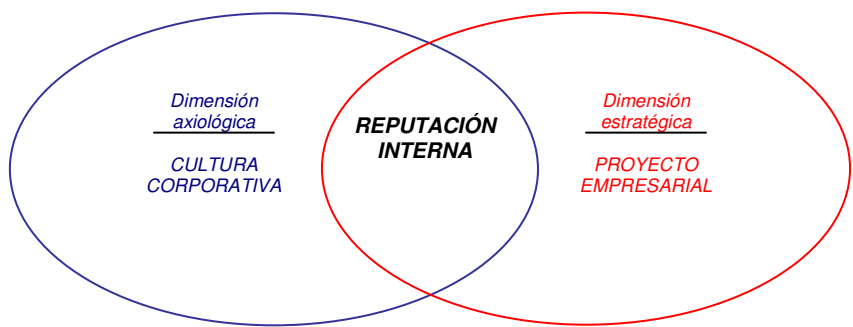 Dimensión
axiológica
CULTURA
CORPORATIVA
REPUTACIÓN
INTERNA
Dimensión
estratégica
PROYECTO
EMPRESARIAL